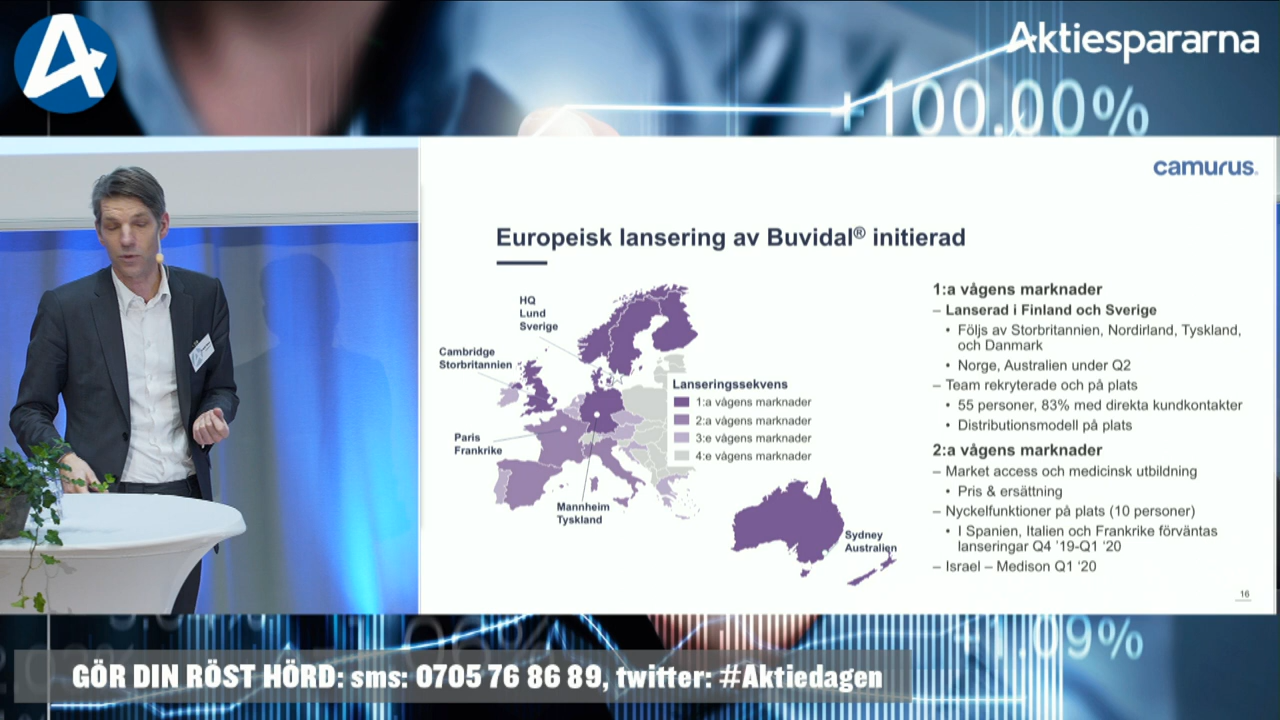 Aktiespararna
+100.00%
camurus®
Europeisk lansering av Buvidal® initierad
HQ
Lund
Sverige
Cambridge
Storbritannien
Paris
Frankrike
Mannheim
Tyskland
Lanseringssekvens
1:a vågens marknader
2:a vågens marknader
3:e vågens marknader
4:e vågens marknader
Sydney
Australien
1:a vågens marknader
– Lanserad i Finland och Sverige
• Följs av Storbritannien, Nordirland, Tyskland,
och Danmark
• Norge, Australien under Q2
– Team rekryterade och på plats
• 55 personer, 83% med direkta kundkontakter
• Distributionsmodell på plats
2:a vågens marknader
– Market access och medicinsk utbildning
• Pris & ersättning
– Nyckelfunktioner på plats (10 personer)
• I Spanien, Italien och Frankrike förväntas
lanseringar Q4 '19-Q1 '20
– Israel – Medison Q1 '20
16
+1.09%
GÖR DIN RÖST HÖRD: sms: 0705 76 86 89, twitter: #Aktiedagen